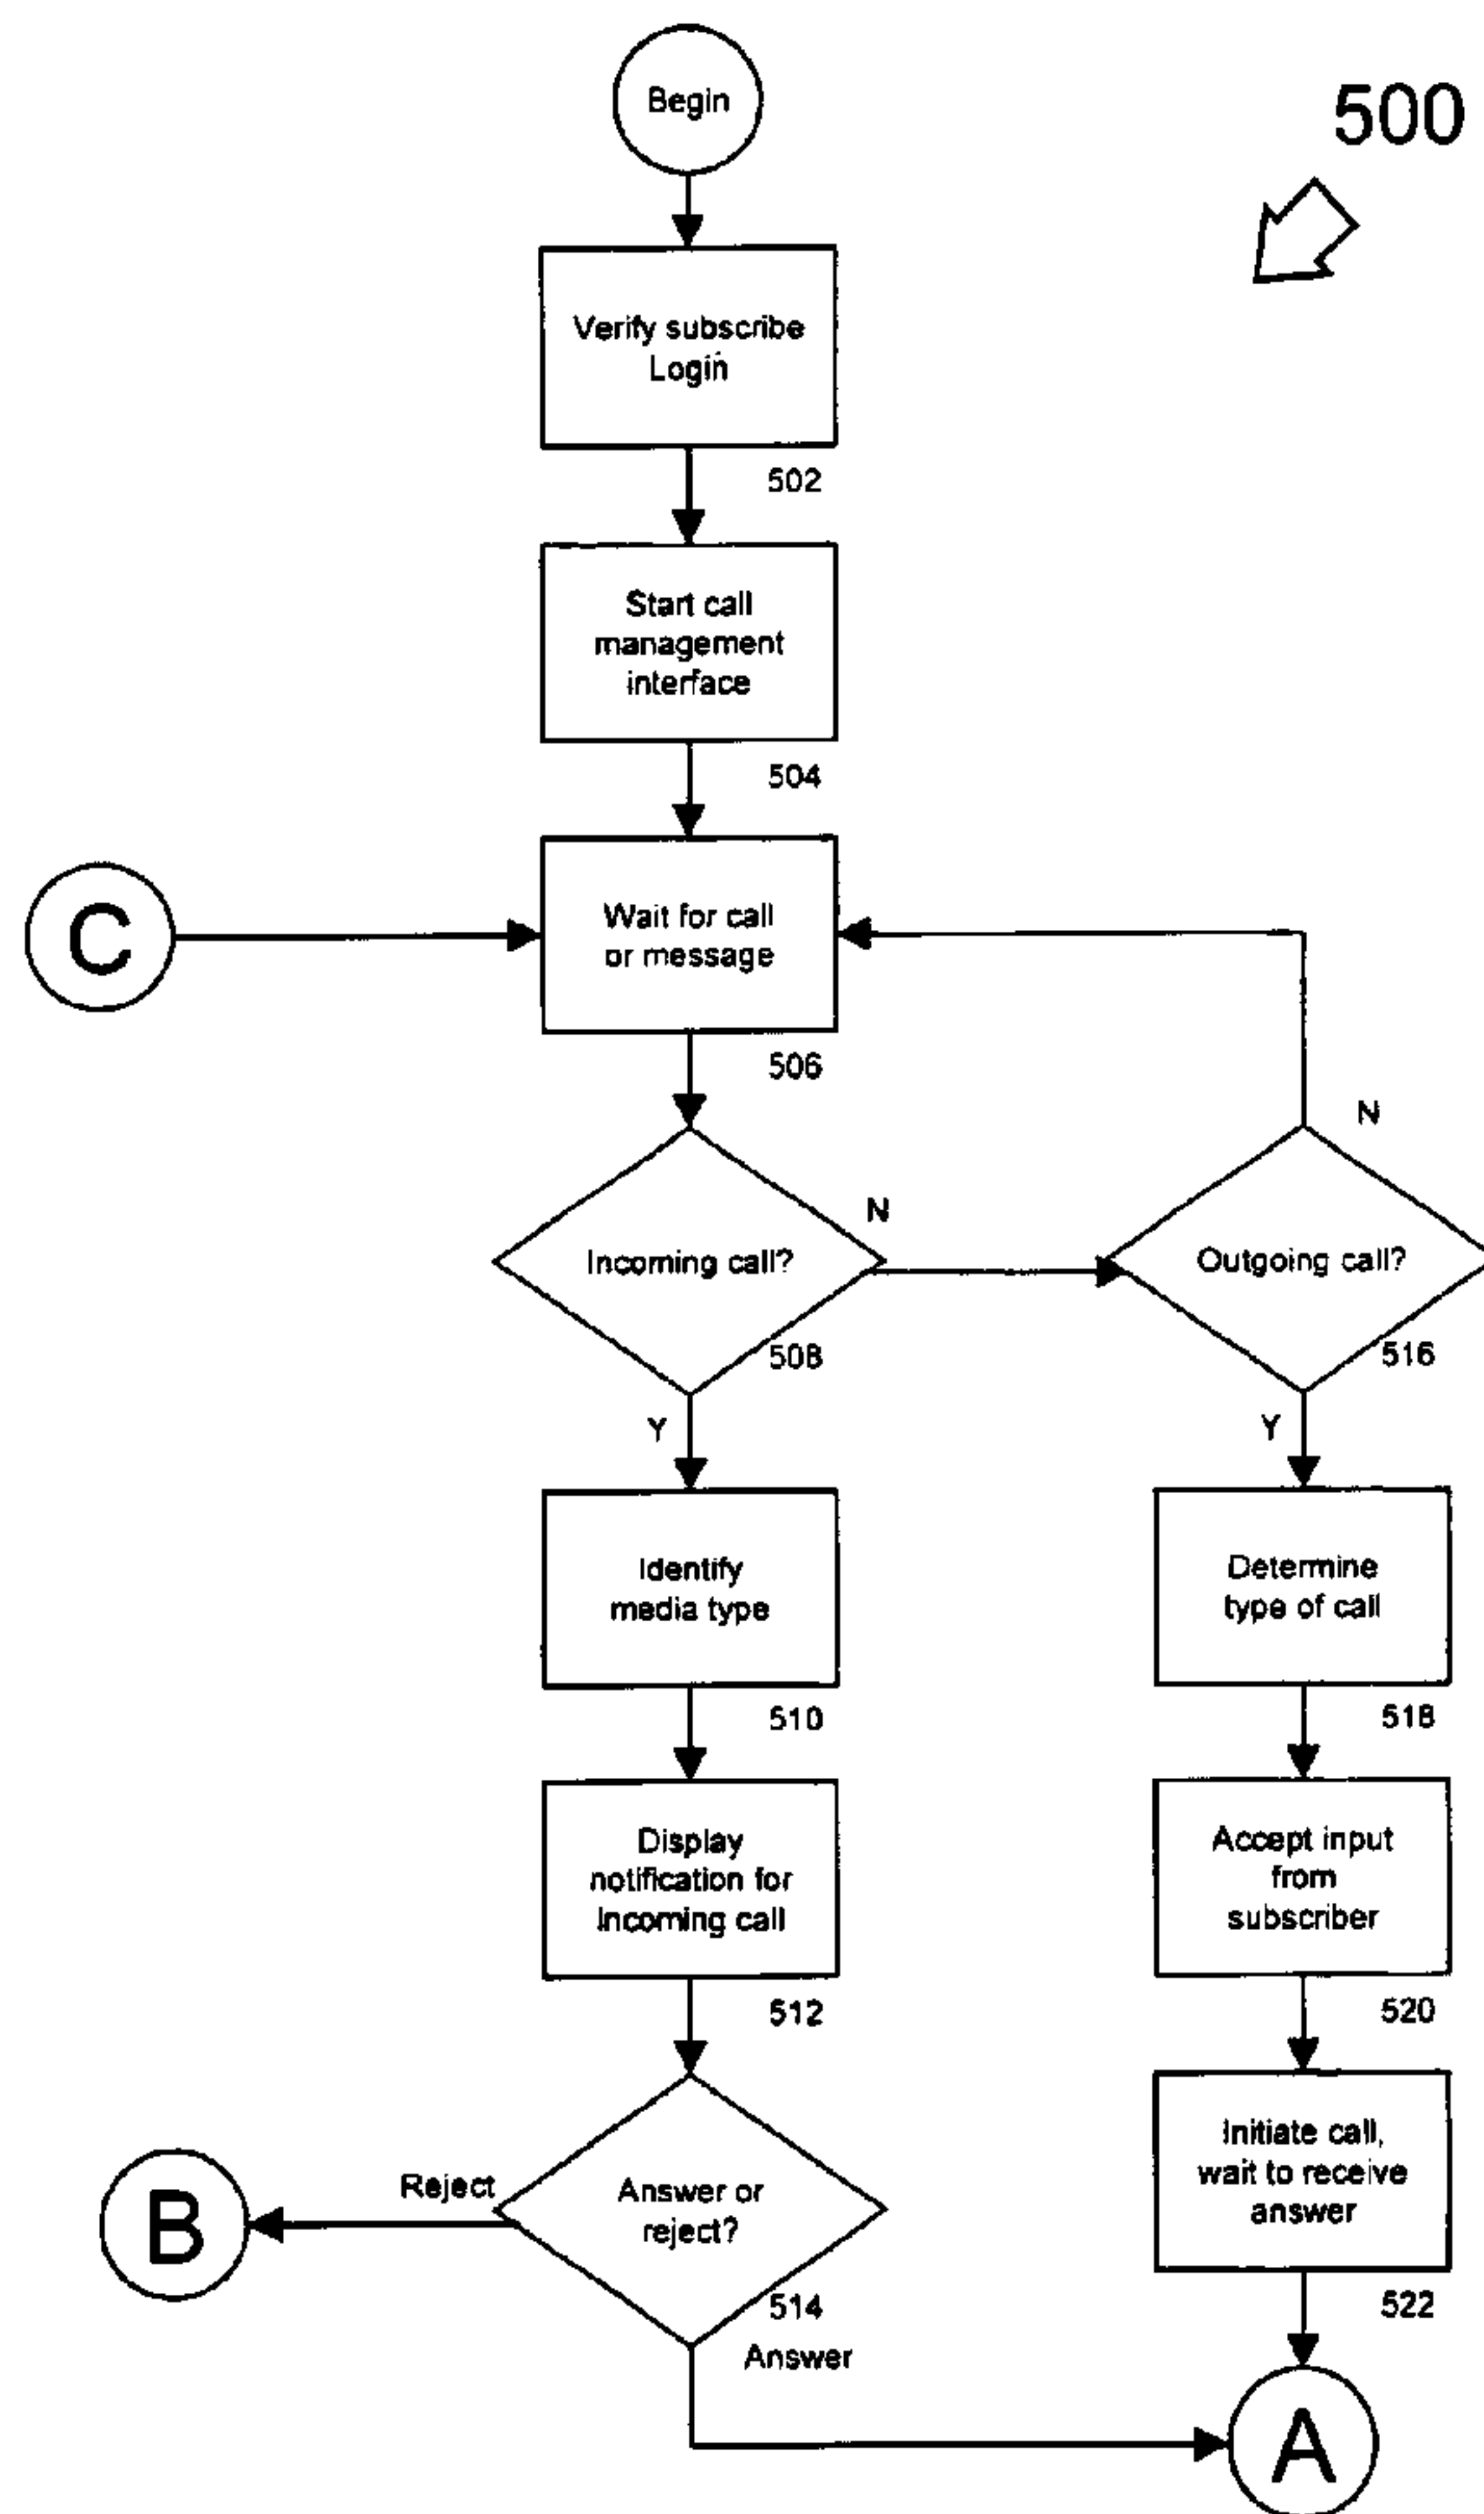 Begin
500
Verify subscribe
Login
502
Start call
management
interface
504
C
Wait for call
or message
506
N
Incoming call?
N
508
Outgoing call?
516
Y
Y
Identify
media type
510
Determine
type of call
518
Display
notification for
incoming call
512
Accept input
from
subscriber
520
B
Reject
Answer or
reject?
514
Answer
Initiate call,
wait to receive
answer
522
A